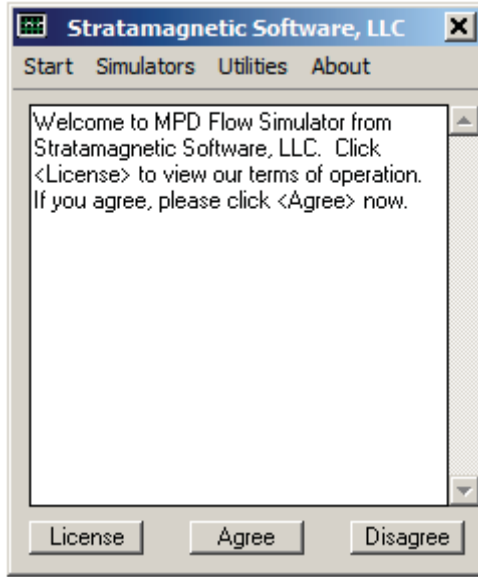 Stratamagnetic Software, LLC
Start Simulators Utilities About
Welcome to MPD Flow Simulator from
Stratamagnetic Software, LLC. Click
<License> to view our terms of operation.
If you agree, please click <Agree> now.
License Agree Disagree